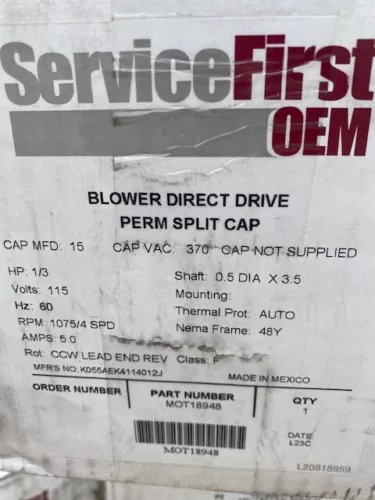 ServiceFirst
OEM
BLOWER DIRECT DRIVE
PERM SPLIT CAP
CAP MFD: 15 CAP VAC: 370 CAP NOT SUPPLIED
HP: 1/3 Shaft: 0.5 DIA X 3.5
Volts: 115 Mounting:
Hz: 60 Thermal Prot: AUTO
RPM: 1075/4 SPD Nema Frame: 48Y
AMPS: 5.0
Rot: CCW LEAD END REV Class: F
MFR'S NO: K055AEK4114012J MADE IN MEXICO
ORDER NUMBER PART NUMBER QTY
MOT18948 1
MOT18948
DATE
L23C
L20818959